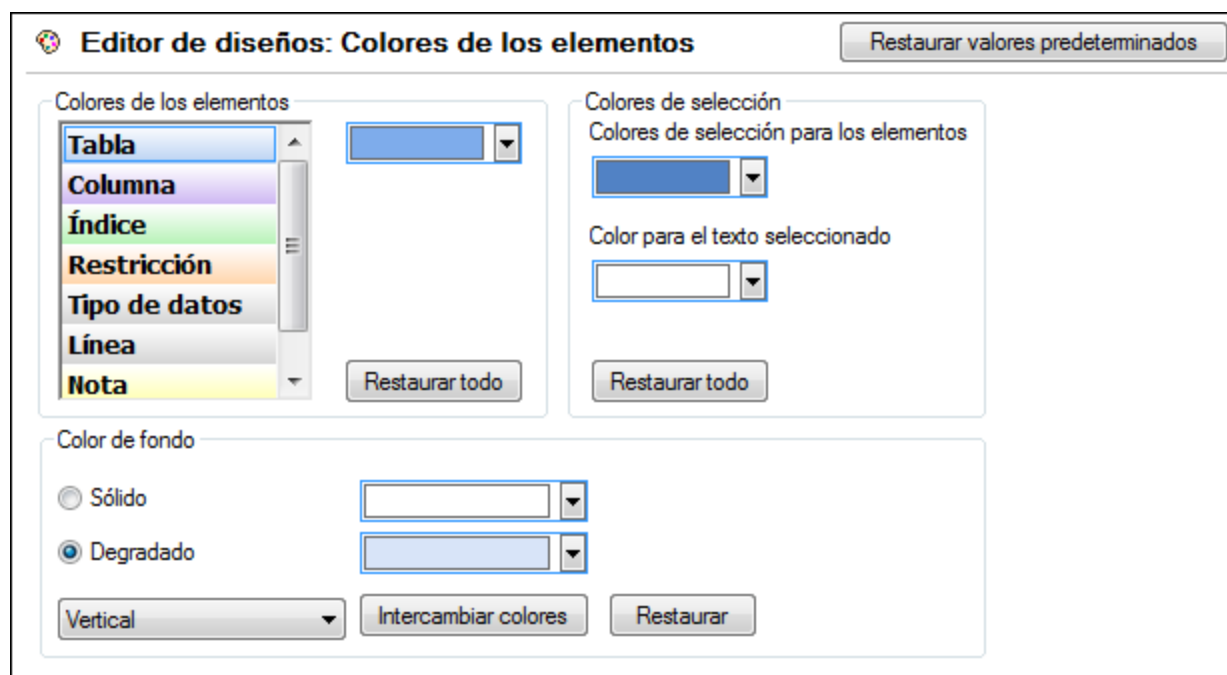 Editor de diseños: Colores de los elementos
Restaurar valores predeterminados
Colores de los elementos
Tabla
Columna
Índice
Restricción
Tipo de datos
Línea
Nota
Restaurar todo
Colores de selección
Colores de selección para los elementos
Color para el texto seleccionado
Restaurar todo
Color de fondo
Sólido
Degradado
Vertical
Intercambiar colores
Restaurar